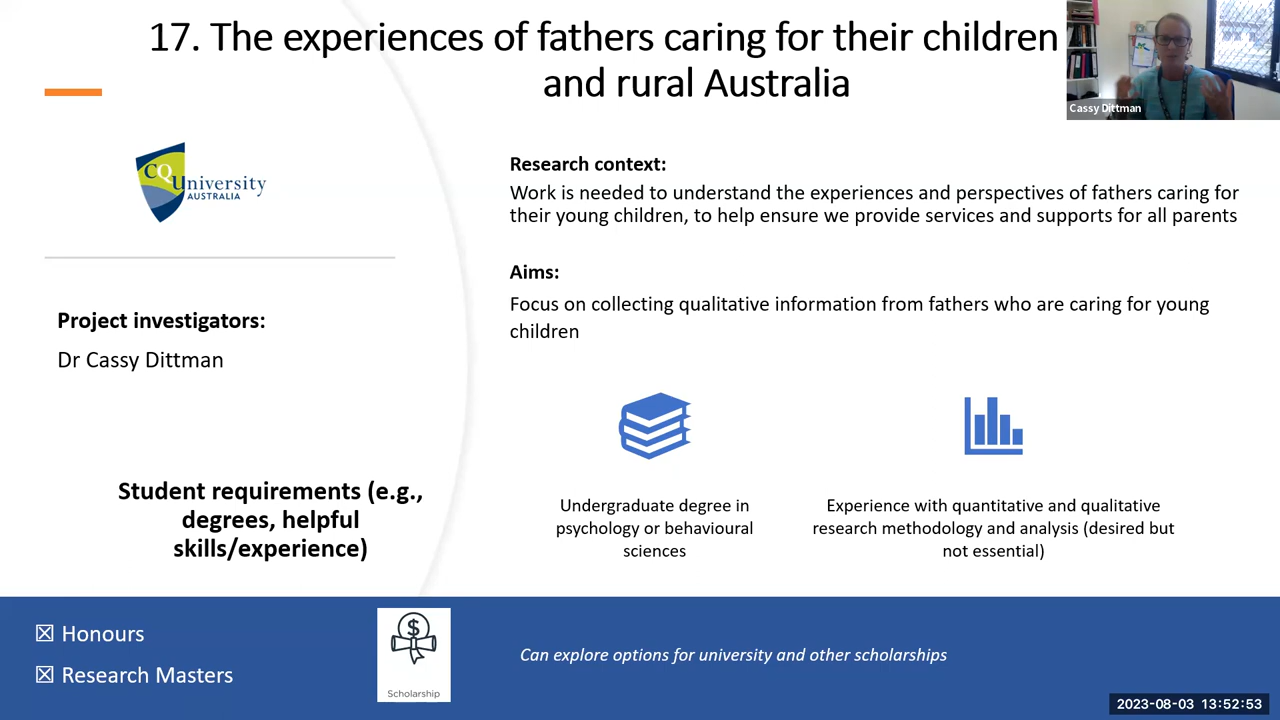 17. The experiences of fathers caring for their children
and rural Australia
Cassy Dittman
CQUniversity
AUSTRALIA
Research context:
Work is needed to understand the experiences and perspectives of fathers caring for
their young children, to help ensure we provide services and supports for all parents
Aims:
Focus on collecting qualitative information from fathers who are caring for young
children
Project investigators:
Dr Cassy Dittman
Student requirements (e.g.,
degrees, helpful
skills/experience)
Undergraduate degree in
psychology or behavioural
sciences
Experience with quantitative and qualitative
research methodology and analysis (desired but
not essential)
☒ Honours
☒ Research Masters
$
Scholarship
Can explore options for university and other scholarships
2023-08-03 13:52:53